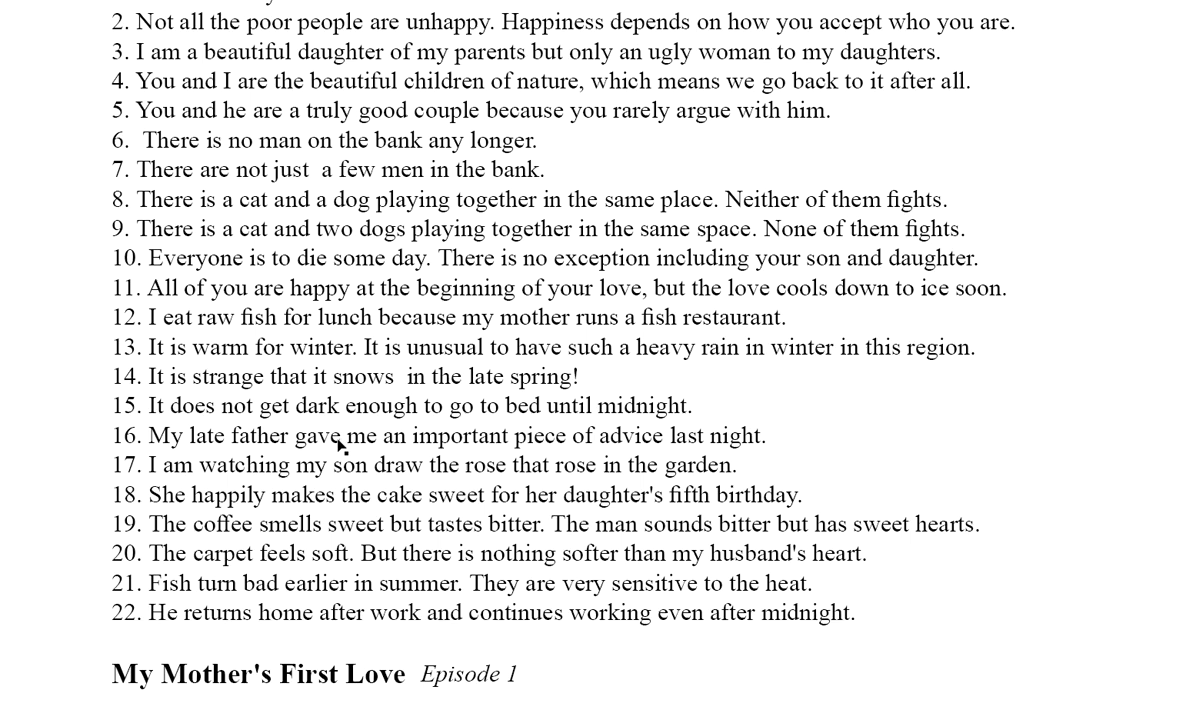 2. Not all the poor people are unhappy. Happiness depends on how you accept who you are.
3. I am a beautiful daughter of my parents but only an ugly woman to my daughters.
4. You and I are the beautiful children of nature, which means we go back to it after all.
5. You and he are a truly good couple because you rarely argue with him.
6.  There is no man on the bank any longer.
7. There are not just  a few men in the bank.
8. There is a cat and a dog playing together in the same place. Neither of them fights.
9. There is a cat and two dogs playing together in the same space. None of them fights.
10. Everyone is to die some day. There is no exception including your son and daughter.
11. All of you are happy at the beginning of your love, but the love cools down to ice soon.
12. I eat raw fish for lunch because my mother runs a fish restaurant.
13. It is warm for winter. It is unusual to have such a heavy rain in winter in this region.
14. It is strange that it snows  in the late spring!
15. It does not get dark enough to go to bed until midnight.
16. My late father gave me an important piece of advice last night.
17. I am watching my son draw the rose that rose in the garden.
18. She happily makes the cake sweet for her daughter's fifth birthday.
19. The coffee smells sweet but tastes bitter. The man sounds bitter but has sweet hearts.
20. The carpet feels soft. But there is nothing softer than my husband's heart.
21. Fish turn bad earlier in summer. They are very sensitive to the heat.
22. He returns home after work and continues working even after midnight.
My Mother's First Love  Episode 1